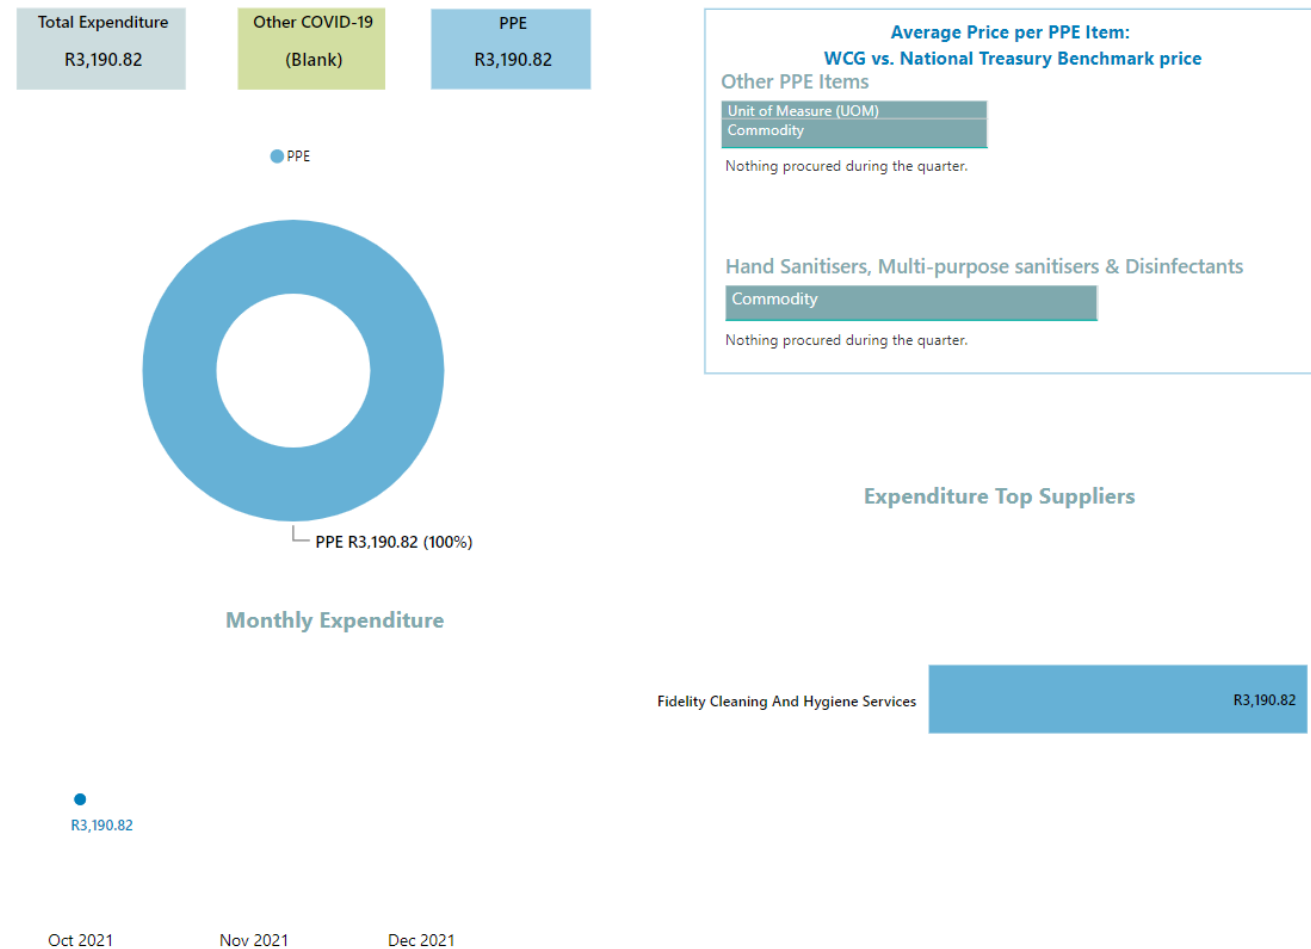 Total Expenditure
R3,190.82
Other COVID-19
(Blank)
PPE
R3,190.82
PPE
PPE R3,190.82 (100%)
Monthly Expenditure
R3,190.82
Oct 2021
Nov 2021
Dec 2021
Average Price per PPE Item:
WCG vs. National Treasury Benchmark price
Other PPE Items
Unit of Measure (UOM)
Commodity
Nothing procured during the quarter.
Hand Sanitisers, Multi-purpose sanitisers & Disinfectants
Commodity
Nothing procured during the quarter.
Expenditure Top Suppliers
Fidelity Cleaning And Hygiene Services
R3,190.82